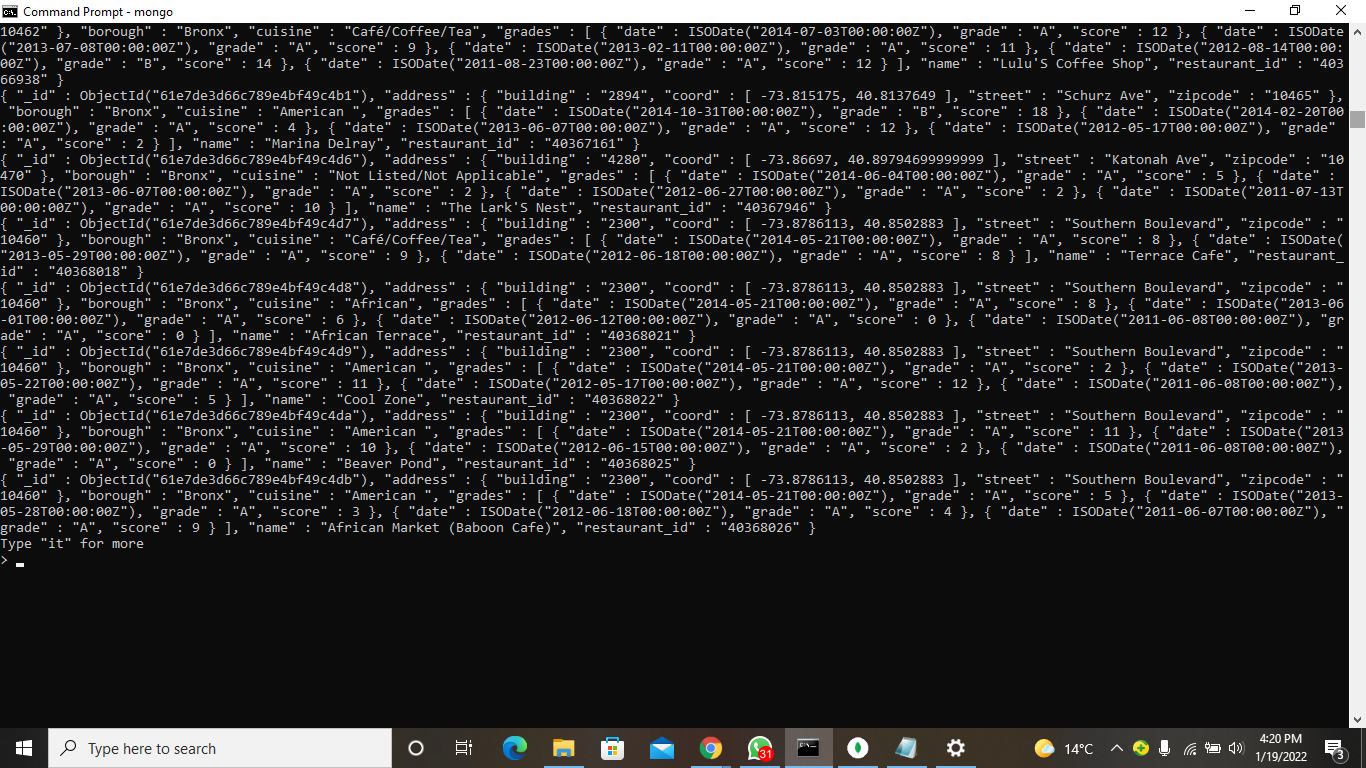 Command Prompt - mongo
10462" }, "borough" : "Bronx", "cuisine" : "Café/Coffee/Tea", "grades" : [ { "date" : ISODate("2014-07-03T00:00:00Z"), "grade" : "A", "score" : 12 }, { "date" : ISODate
("2013-07-08T00:00:00Z"), "grade" : "A", "score" : 9 }, { "date" : ISODate("2013-02-11T00:00:00Z"), "grade" : "A", "score" : 11 }, { "date" : ISODate("2012-08-14T00:00:
00Z"), "grade" : "B", "score" : 14 }, { "date" : ISODate("2011-08-23T00:00:00Z"), "grade" : "A", "score" : 12 } ], "name" : "Lulu'S Coffee Shop", "restaurant_id" : "403
66938" }
{ "_id" : ObjectId("61e7de3d66c789e4bf49c4b1"), "address" : { "building" : "2894", "coord" : [ -73.815175, 40.8137649 ], "street" : "Schurz Ave", "zipcode" : "10465" },
"borough" : "Bronx", "cuisine" : "American ", "grades" : [ { "date" : ISODate("2014-10-31T00:00:00Z"), "grade" : "B", "score" : 18 }, { "date" : ISODate("2014-02-20T00
:00:00Z"), "grade" : "A", "score" : 4 }, { "date" : ISODate("2013-06-07T00:00:00Z"), "grade" : "A", "score" : 12 }, { "date" : ISODate("2012-05-17T00:00:00Z"), "grade"
: "A", "score" : 2 } ], "name" : "Marina Delray", "restaurant_id" : "40367161" }
{ "_id" : ObjectId("61e7de3d66c789e4bf49c4d6"), "address" : { "building" : "4280", "coord" : [ -73.86697, 40.89794699999999 ], "street" : "Katonah Ave", "zipcode" : "10
470" }, "borough" : "Bronx", "cuisine" : "Not Listed/Not Applicable", "grades" : [ { "date" : ISODate("2014-06-04T00:00:00Z"), "grade" : "A", "score" : 5 }, { "date" :
ISODate("2013-06-07T00:00:00Z"), "grade" : "A", "score" : 2 }, { "date" : ISODate("2012-06-27T00:00:00Z"), "grade" : "A", "score" : 2 }, { "date" : ISODate("2011-07-13T
00:00:00Z"), "grade" : "A", "score" : 10 } ], "name" : "The Lark'S Nest", "restaurant_id" : "40367946" }
{ "_id" : ObjectId("61e7de3d66c789e4bf49c4d7"), "address" : { "building" : "2300", "coord" : [ -73.8786113, 40.8502883 ], "street" : "Southern Boulevard", "zipcode" : "
10460" }, "borough" : "Bronx", "cuisine" : "Café/Coffee/Tea", "grades" : [ { "date" : ISODate("2014-05-21T00:00:00Z"), "grade" : "A", "score" : 8 }, { "date" : ISODate(
"2013-05-29T00:00:00Z"), "grade" : "A", "score" : 9 }, { "date" : ISODate("2012-06-18T00:00:00Z"), "grade" : "A", "score" : 8 } ], "name" : "Terrace Cafe", "restaurant_
id" : "40368018" }
{ "_id" : ObjectId("61e7de3d66c789e4bf49c4d8"), "address" : { "building" : "2300", "coord" : [ -73.8786113, 40.8502883 ], "street" : "Southern Boulevard", "zipcode" : "
10460" }, "borough" : "Bronx", "cuisine" : "African", "grades" : [ { "date" : ISODate("2014-05-21T00:00:00Z"), "grade" : "A", "score" : 8 }, { "date" : ISODate("2013-06
-01T00:00:00Z"), "grade" : "A", "score" : 6 }, { "date" : ISODate("2012-06-12T00:00:00Z"), "grade" : "A", "score" : 0 }, { "date" : ISODate("2011-06-08T00:00:00Z"), "gr
ade" : "A", "score" : 0 } ], "name" : "African Terrace", "restaurant_id" : "40368021" }
{ "_id" : ObjectId("61e7de3d66c789e4bf49c4d9"), "address" : { "building" : "2300", "coord" : [ -73.8786113, 40.8502883 ], "street" : "Southern Boulevard", "zipcode" : "
10460" }, "borough" : "Bronx", "cuisine" : "American ", "grades" : [ { "date" : ISODate("2014-05-21T00:00:00Z"), "grade" : "A", "score" : 2 }, { "date" : ISODate("2013-
05-22T00:00:00Z"), "grade" : "A", "score" : 11 }, { "date" : ISODate("2012-05-17T00:00:00Z"), "grade" : "A", "score" : 12 }, { "date" : ISODate("2011-06-08T00:00:00Z"),
"grade" : "A", "score" : 5 } ], "name" : "Cool Zone", "restaurant_id" : "40368022" }
{ "_id" : ObjectId("61e7de3d66c789e4bf49c4da"), "address" : { "building" : "2300", "coord" : [ -73.8786113, 40.8502883 ], "street" : "Southern Boulevard", "zipcode" : "
10460" }, "borough" : "Bronx", "cuisine" : "American ", "grades" : [ { "date" : ISODate("2014-05-21T00:00:00Z"), "grade" : "A", "score" : 11 }, { "date" : ISODate("2013
-05-29T00:00:00Z"), "grade" : "A", "score" : 10 }, { "date" : ISODate("2012-06-15T00:00:00Z"), "grade" : "A", "score" : 2 }, { "date" : ISODate("2011-06-08T00:00:00Z"),
"grade" : "A", "score" : 0 } ], "name" : "Beaver Pond", "restaurant_id" : "40368025" }
{ "_id" : ObjectId("61e7de3d66c789e4bf49c4db"), "address" : { "building" : "2300", "coord" : [ -73.8786113, 40.8502883 ], "street" : "Southern Boulevard", "zipcode" : "
10460" }, "borough" : "Bronx", "cuisine" : "American ", "grades" : [ { "date" : ISODate("2014-05-21T00:00:00Z"), "grade" : "A", "score" : 5 }, { "date" : ISODate("2013-
05-28T00:00:00Z"), "grade" : "A", "score" : 3 }, { "date" : ISODate("2012-06-18T00:00:00Z"), "grade" : "A", "score" : 4 }, { "date" : ISODate("2011-06-07T00:00:00Z"), "
grade" : "A", "score" : 9 } ], "name" : "African Market (Baboon Cafe)", "restaurant_id" : "40368026" }
Type "it" for more
>
Type here to search
31
14°C
4:20 PM
1/19/2022
3